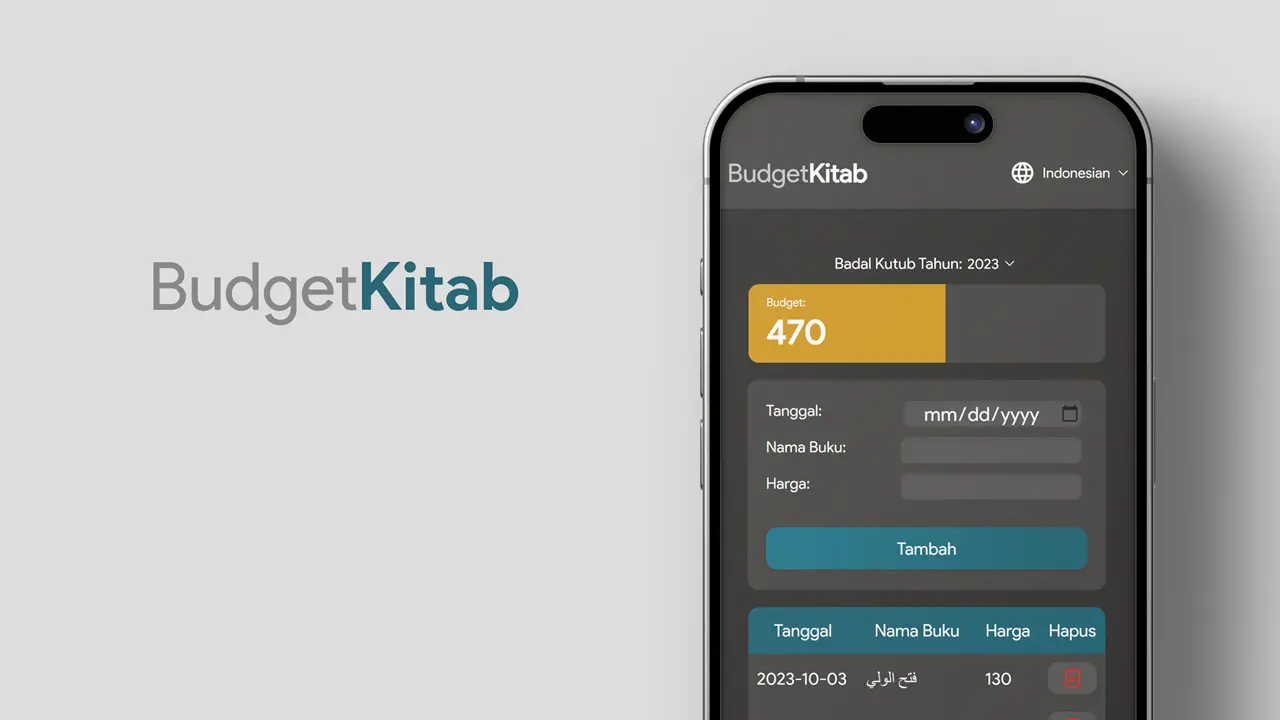 BudgetKitab
BudgetKitab
Indonesian
Badal Kutub Tahun: 2023
Budget:
470
Tanggal:
mm/dd/yyyy
Nama Buku:
Harga:
Tambah
Tanggal Nama Buku Harga Hapus
2023-10-03 فتح الولي 130